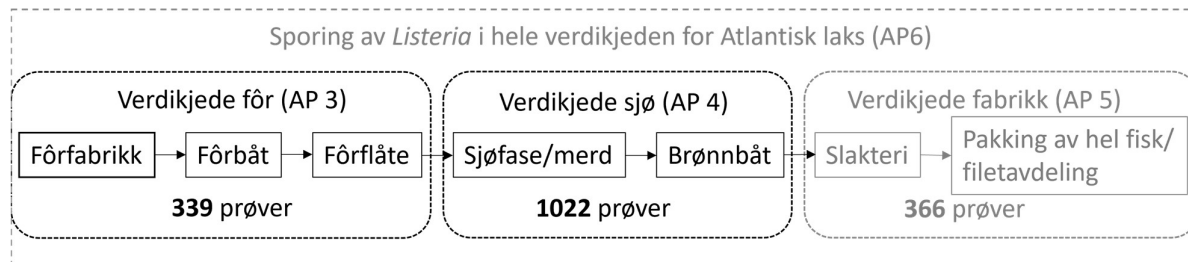 Sporing av Listeria i hele verdikjeden for Atlantisk laks (AP6)
Verdikjede fôr (AP 3)
Fôrfabrikk
Fôrbåt
Fôrflåte
339 prøver
Verdikjede sjø (AP 4)
Sjøfase/merd
Brønnbåt
1022 prøver
Verdikjede fabrikk (AP 5)
Slakteri
Pakking av hel fisk/
filetavdeling
366 prøver